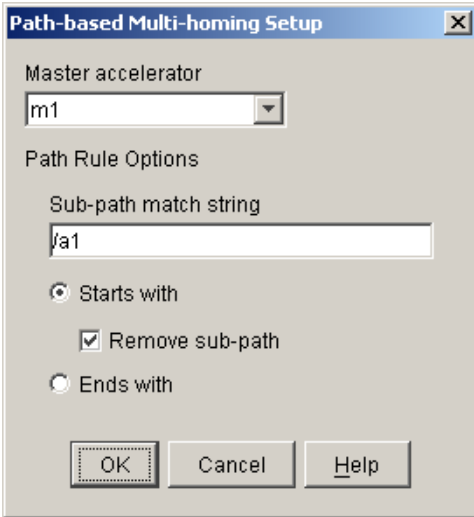 Path-based Multi-homing Setup
Master accelerator
m1
Path Rule Options
Sub-path match string
/a1
Starts with
Remove sub-path
Ends with
OK Cancel Help